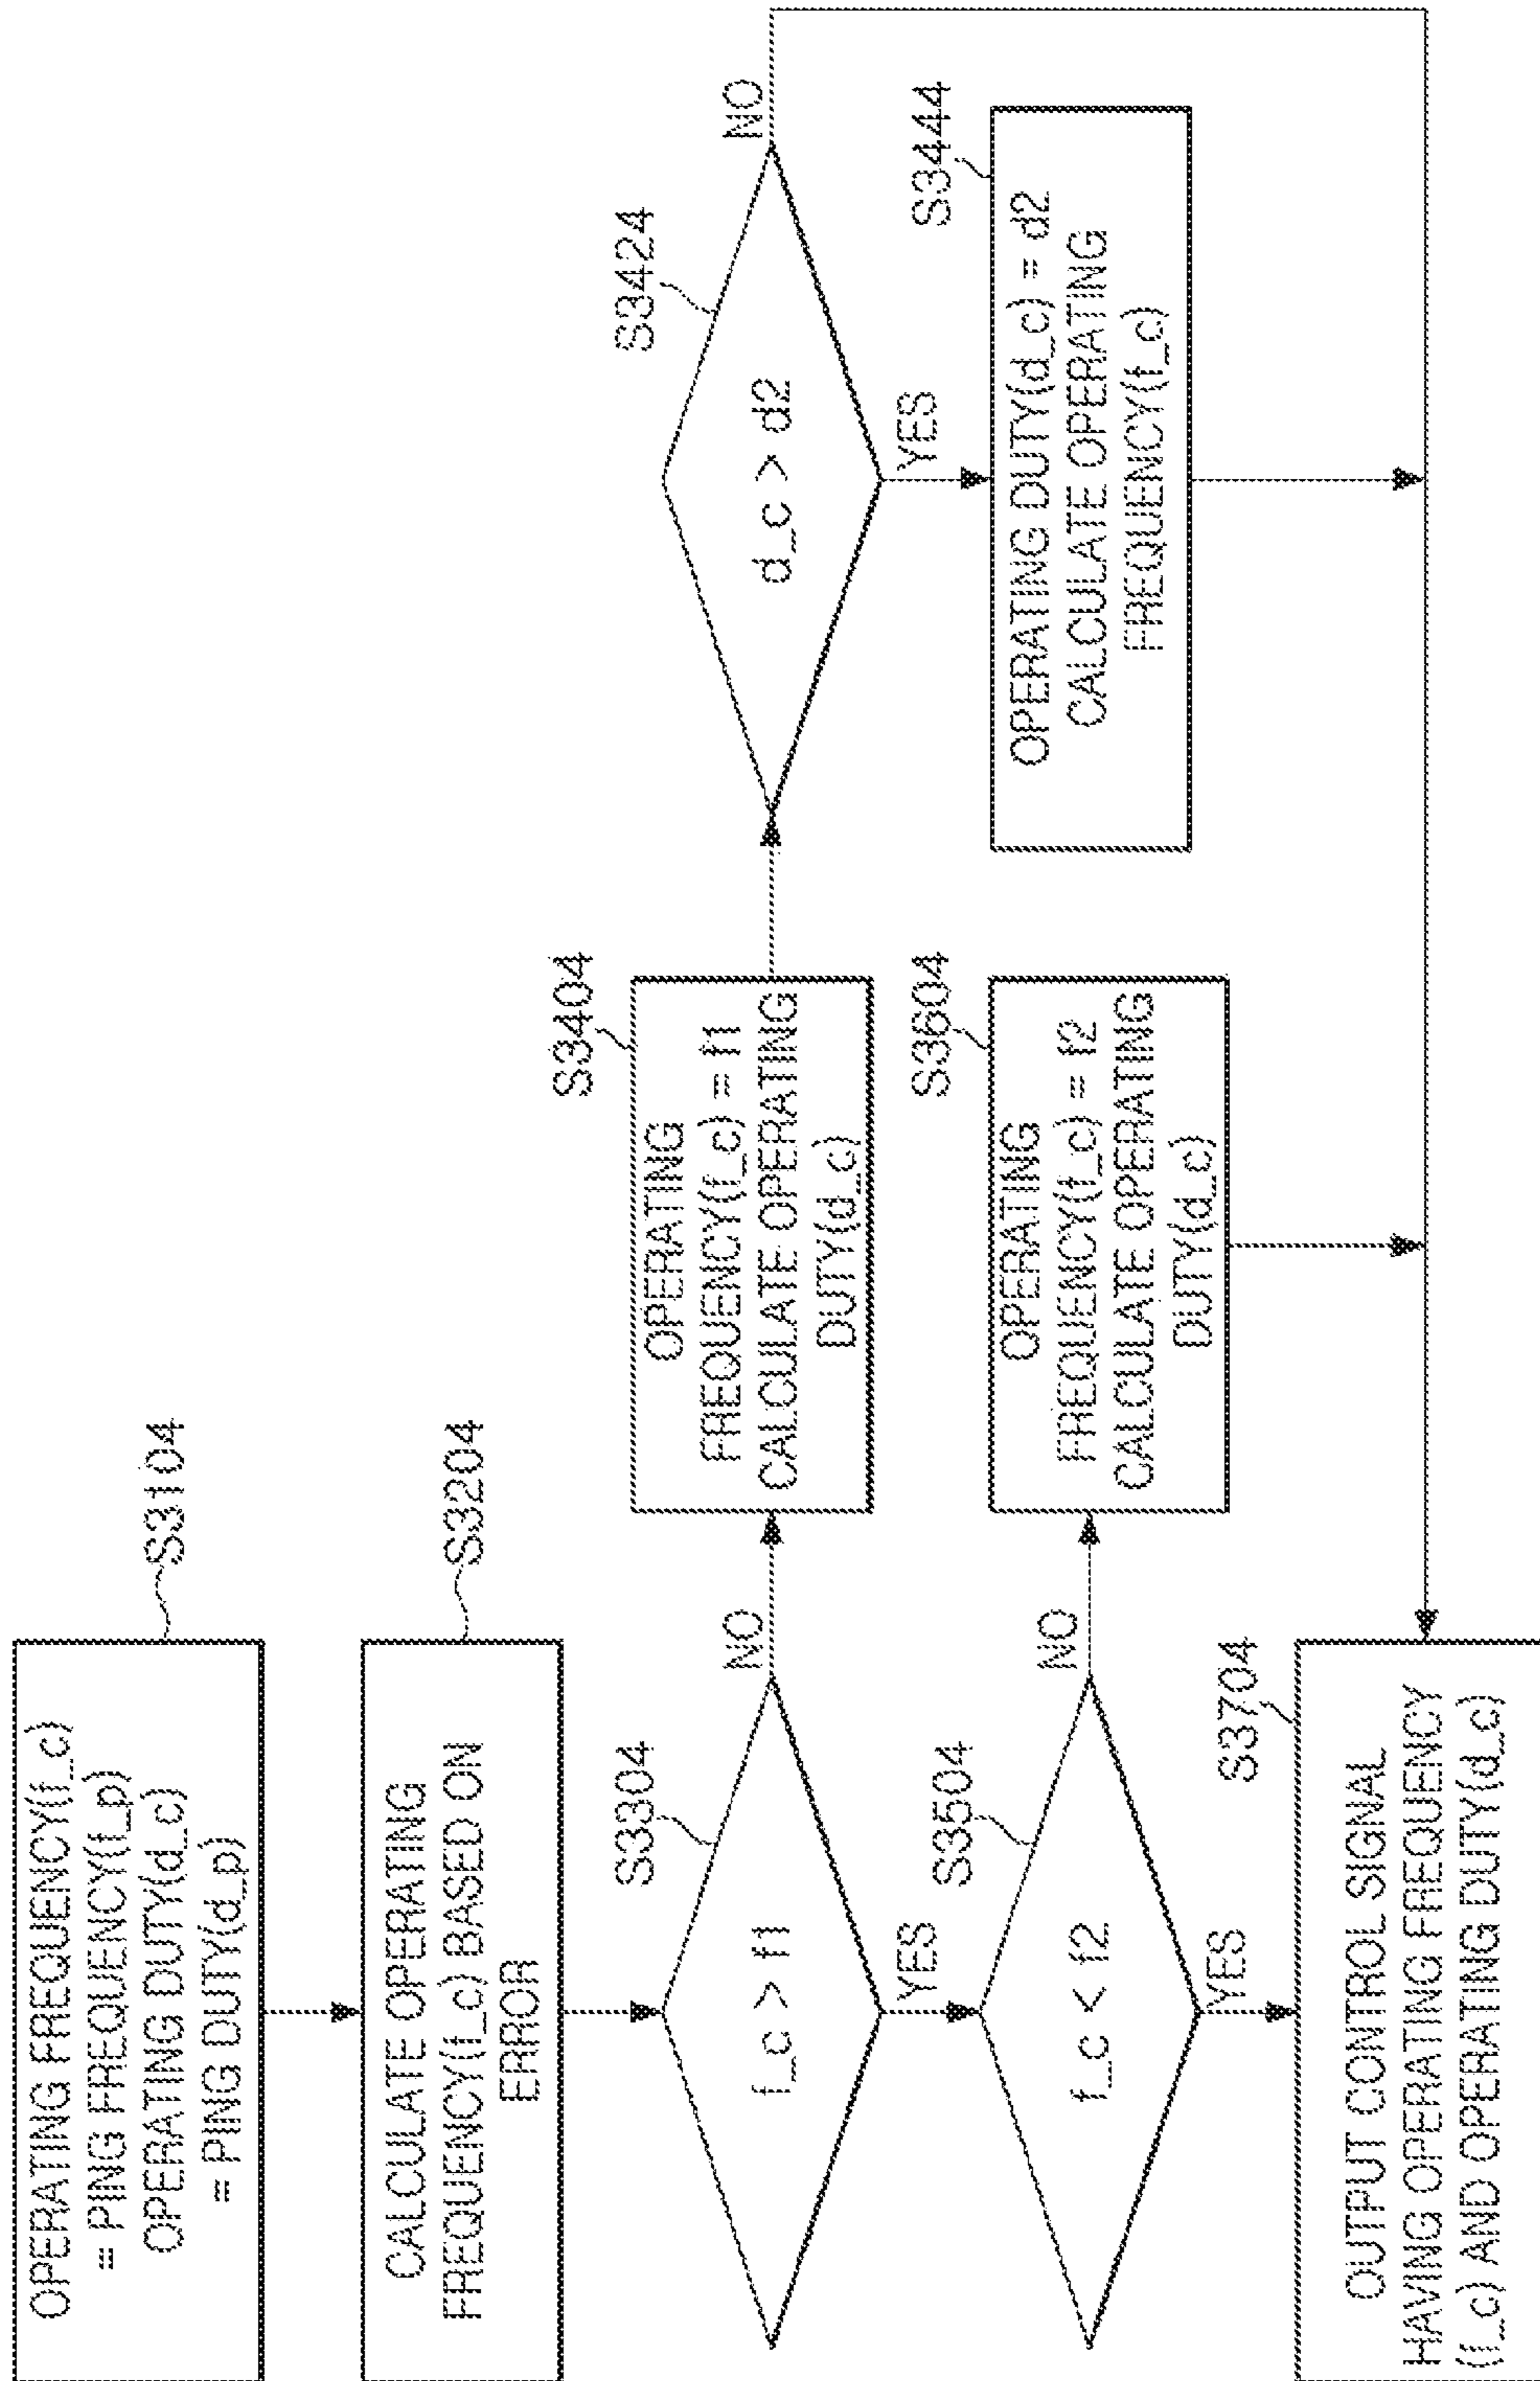 OPERATING FREQUENCY(f_c)
= PING FREQUENCY(f_p)
OPERATING DUTY(d_c)
= PING DUTY(d_p)
S3104
CALCULATE OPERATING
FREQUENCY(f_c) BASED ON
ERROR
S3204
f_c > f1
S3304
NO
YES
OPERATING
FREQUENCY(f_c) = f1
CALCULATE OPERATING
DUTY(d_c)
S3404
d_c > d2
S3424
NO
YES
OPERATING DUTY(d_c) = d2
CALCULATE OPERATING
FREQUENCY(f_c)
S3444
f_c < f2
S3504
NO
YES
OPERATING
FREQUENCY(f_c) = f2
CALCULATE OPERATING
DUTY(d_c)
S3604
OUTPUT CONTROL SIGNAL
HAVING OPERATING FREQUENCY
(f_c) AND OPERATING DUTY(d_c)
S3704